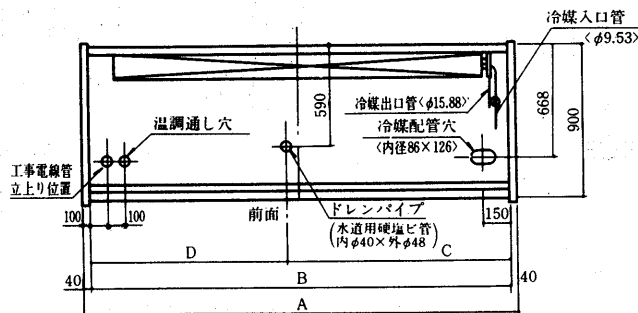 冷媒入口管
<φ9.53>
冷媒出口管<φ15.88>
冷媒配管穴
<内径86×126>
590
668
900
温調通し穴
工事電線管
立上り位置
100
100
前面
ドレンパイプ
(水道用硬塩ビ管
内φ40×外φ48)
150
D
C
40
B
40
A